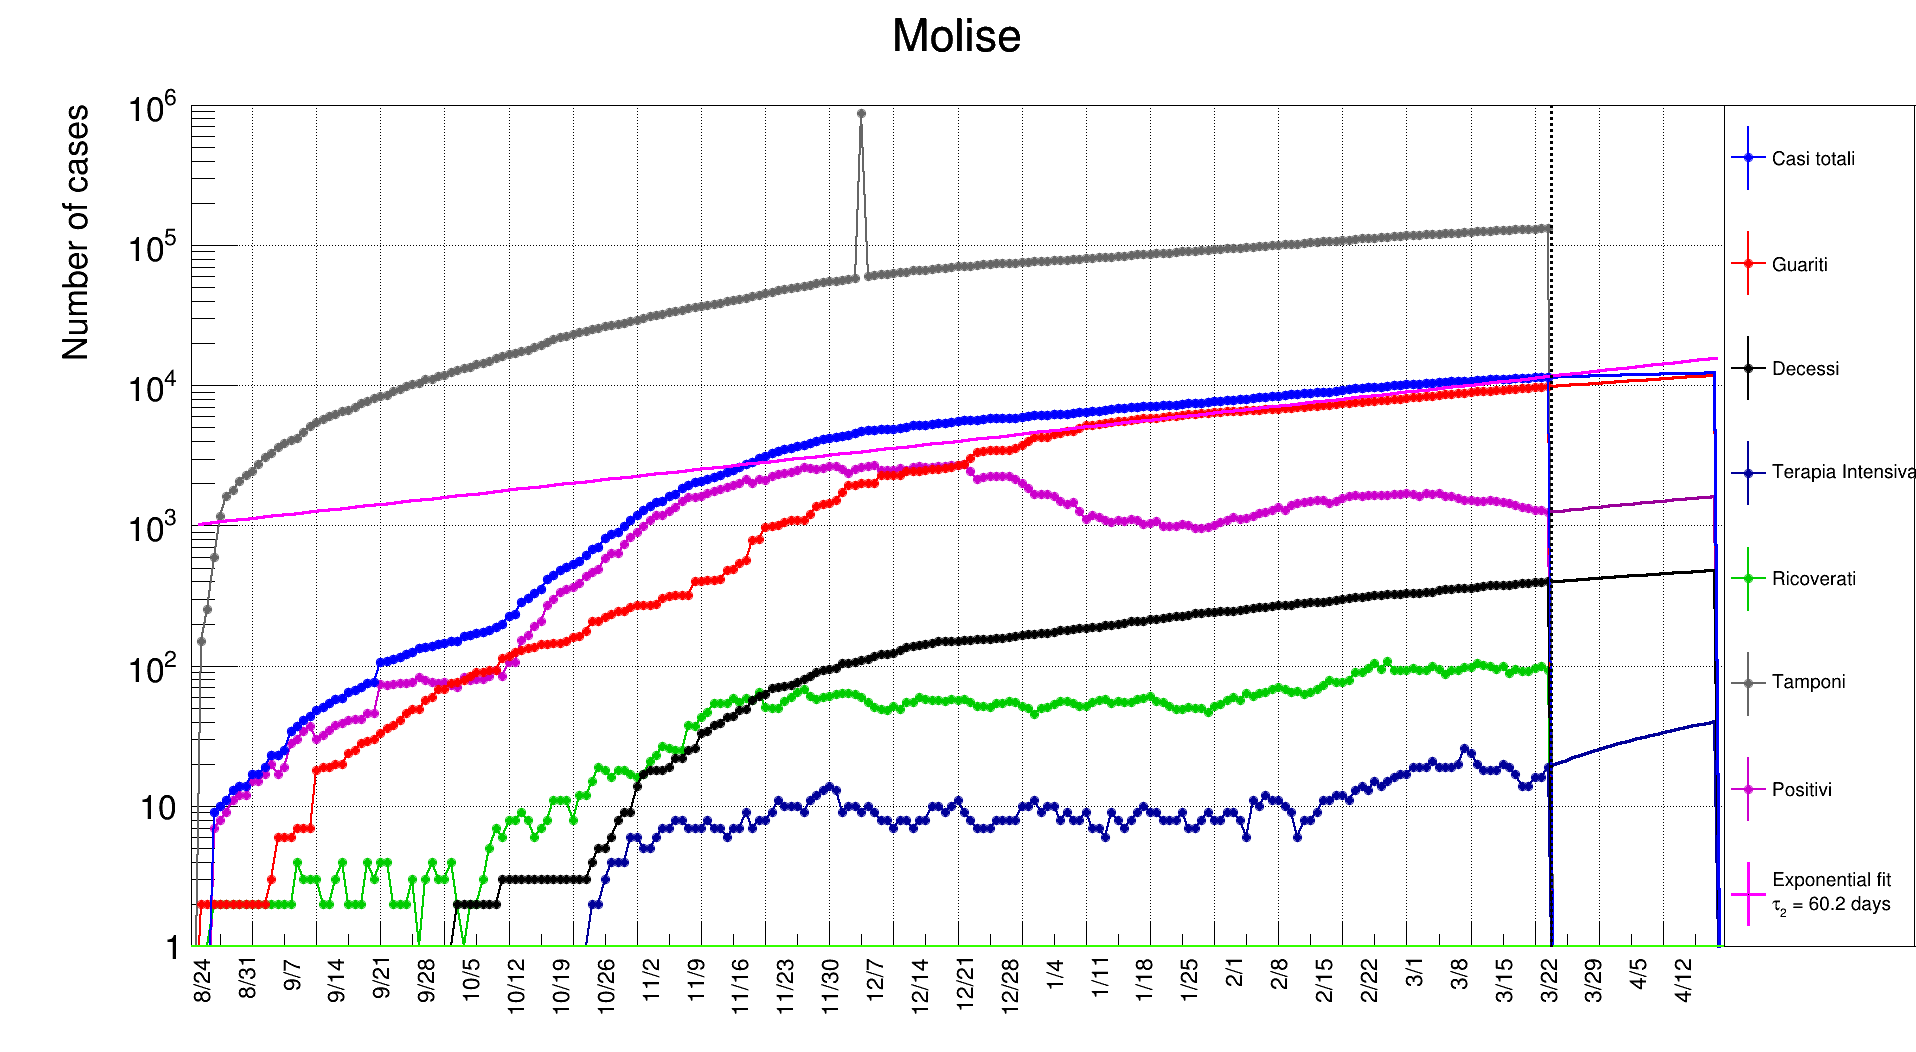 Molise
Number of cases
10^6
10^5
10^4
10^3
10^2
10
1
8/24 8/31 9/7 9/14 9/21 9/28 10/5 10/12 10/19 10/26 11/2 11/9 11/16 11/23 11/30 12/7 12/14 12/21 12/28 1/4 1/11 1/18 1/25 2/1 2/8 2/15 2/22 3/1 3/8 3/15 3/22 3/29 4/5 4/12
Casi totali
Guariti
Decessi
Terapia Intensiva
Ricoverati
Tamponi
Positivi
Exponential fit
τ_2 = 60.2 days